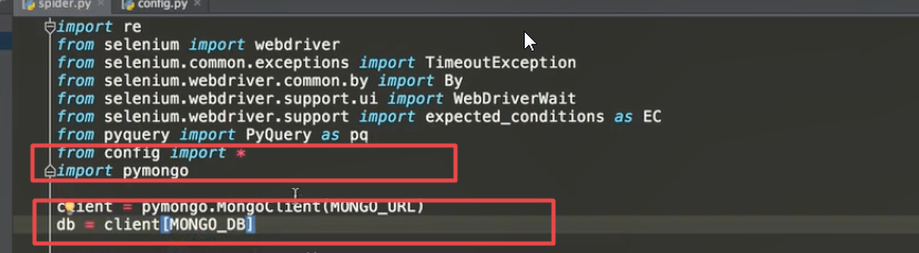 spider.py config.py
import re
from selenium import webdriver
from selenium.common.exceptions import TimeoutException
from selenium.webdriver.common.by import By
from selenium.webdriver.support.ui import WebDriverWait
from selenium.webdriver.support import expected_conditions as EC
from pyquery import PyQuery as pq
from config import *
import pymongo
client = pymongo.MongoClient(MONGO_URL)
db = client[MONGO_DB]